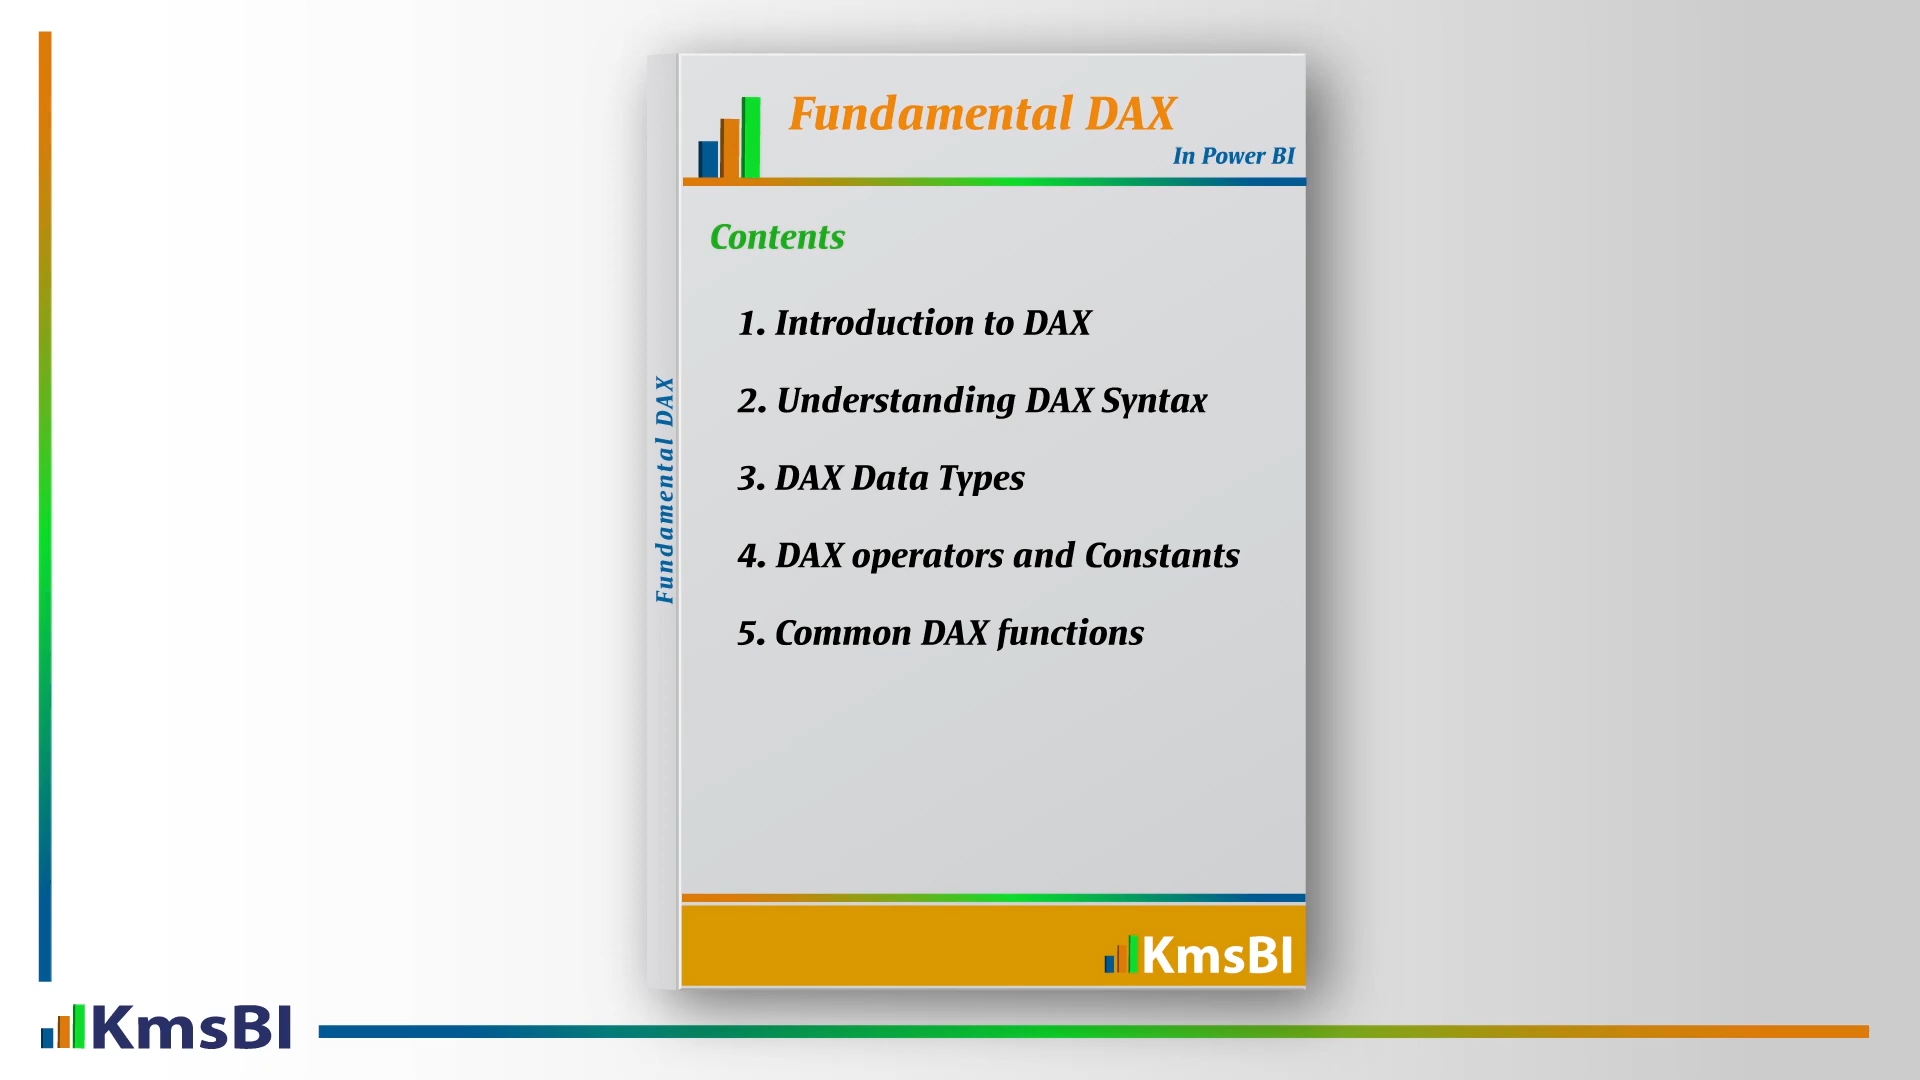 Fundamental DAX
In Power BI
Contents
1. Introduction to DAX
2. Understanding DAX Syntax
3. DAX Data Types
4. DAX operators and Constants
5. Common DAX functions
Fundamental DAX
KmsBI
KmsBI